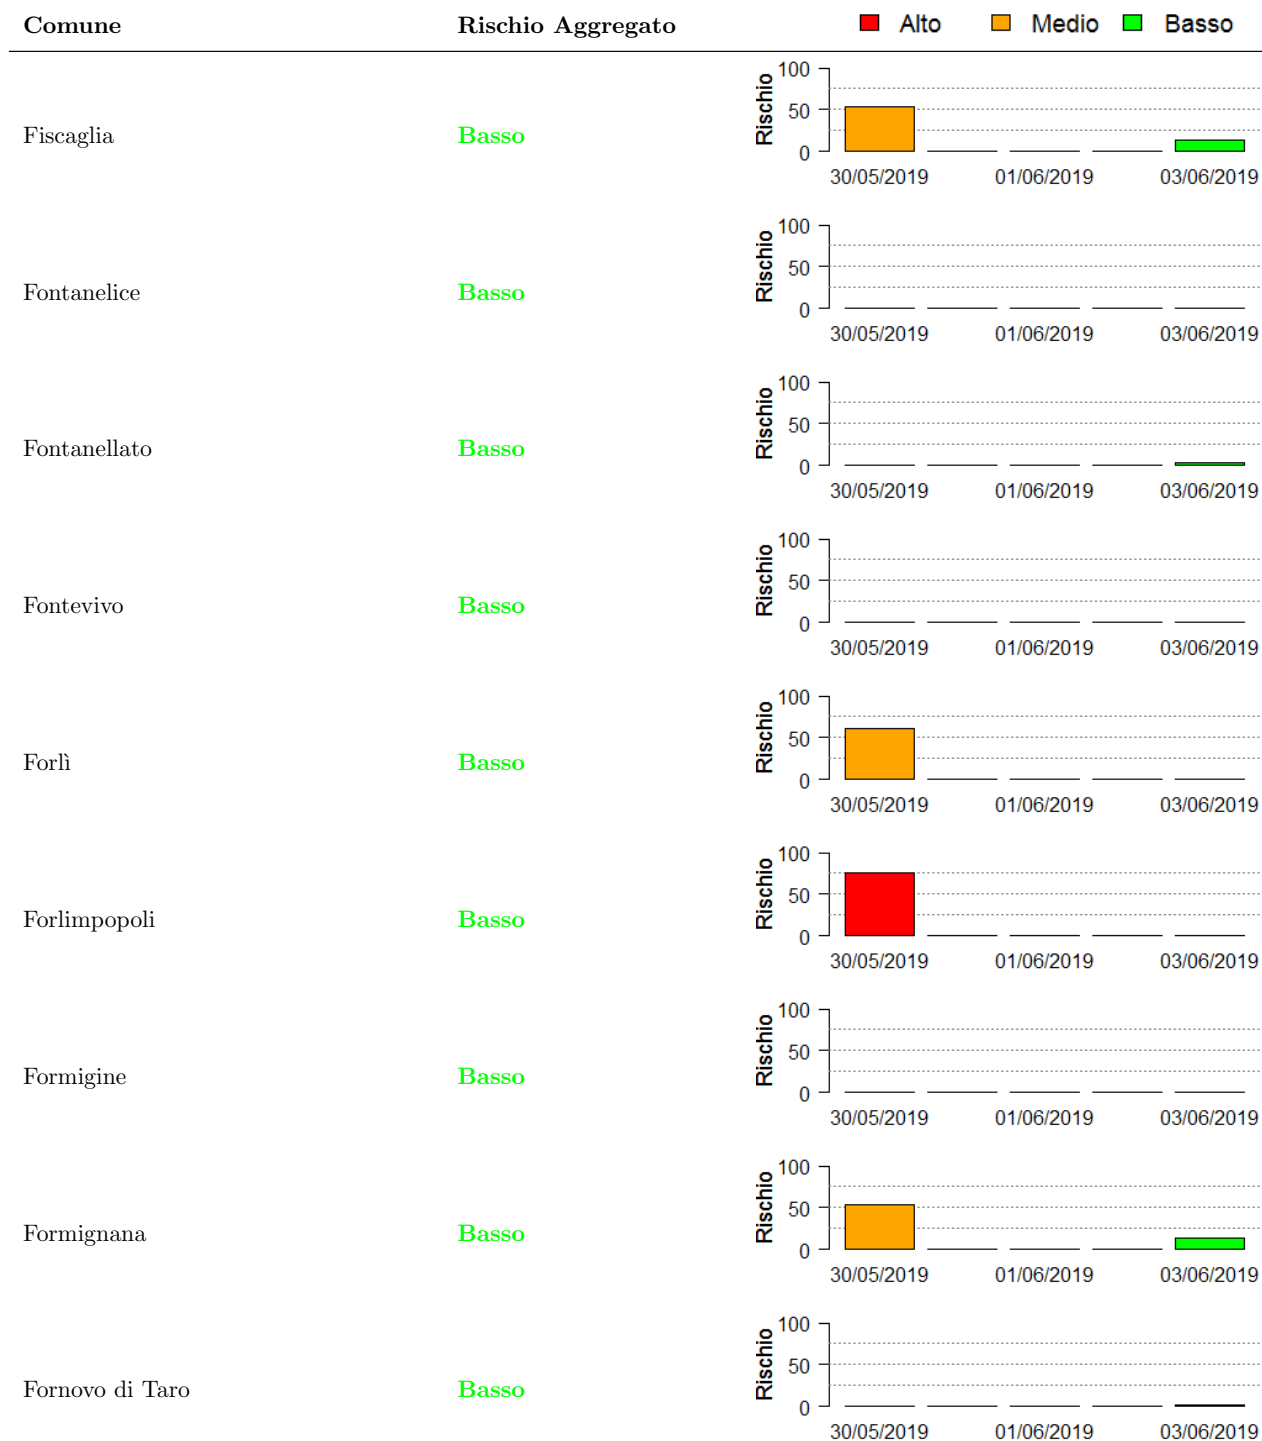 Comune Rischio Aggregato Alto Medio Basso
Fiscaglia Basso
Rischio
100
50
0
30/05/2019 01/06/2019 03/06/2019
Fontanelice Basso
Rischio
100
50
0
30/05/2019 01/06/2019 03/06/2019
Fontanellato Basso
Rischio
100
50
0
30/05/2019 01/06/2019 03/06/2019
Fontevivo Basso
Rischio
100
50
0
30/05/2019 01/06/2019 03/06/2019
Forlì Basso
Rischio
100
50
0
30/05/2019 01/06/2019 03/06/2019
Forlimpopoli Basso
Rischio
100
50
0
30/05/2019 01/06/2019 03/06/2019
Formigine Basso
Rischio
100
50
0
30/05/2019 01/06/2019 03/06/2019
Formignana Basso
Rischio
100
50
0
30/05/2019 01/06/2019 03/06/2019
Fornovo di Taro Basso
Rischio
100
50
0
30/05/2019 01/06/2019 03/06/2019